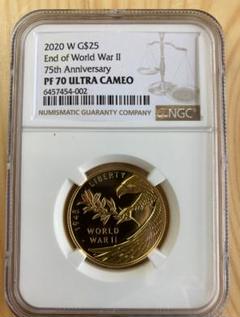 2020 W G$25
End of World War II
75th Anniversary
PF 70 ULTRA CAMEO
6457454-002
NUMISMATIC GUARANTY COMPANY
NGC
LIBERTY
1945
WORLD
WAR II